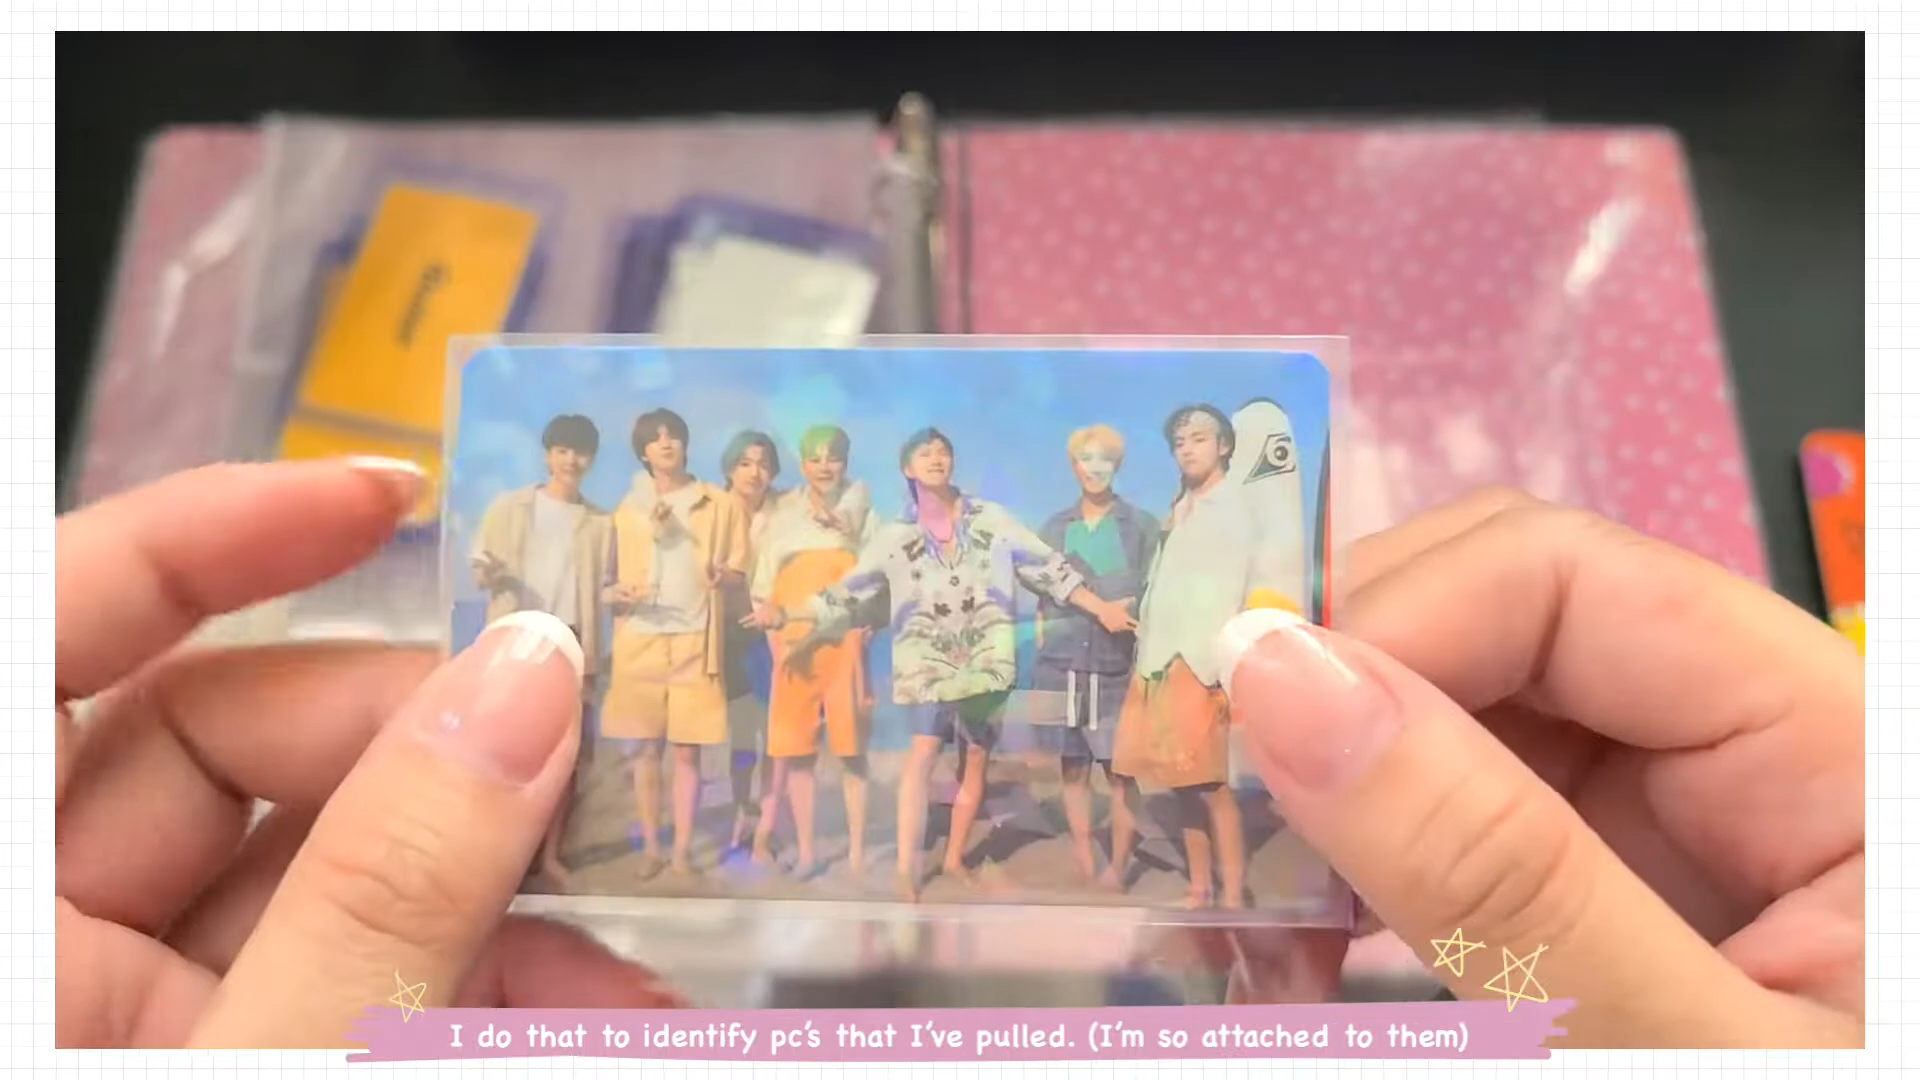 I do that to identify pc's that I've pulled. (I'm so attached to them)